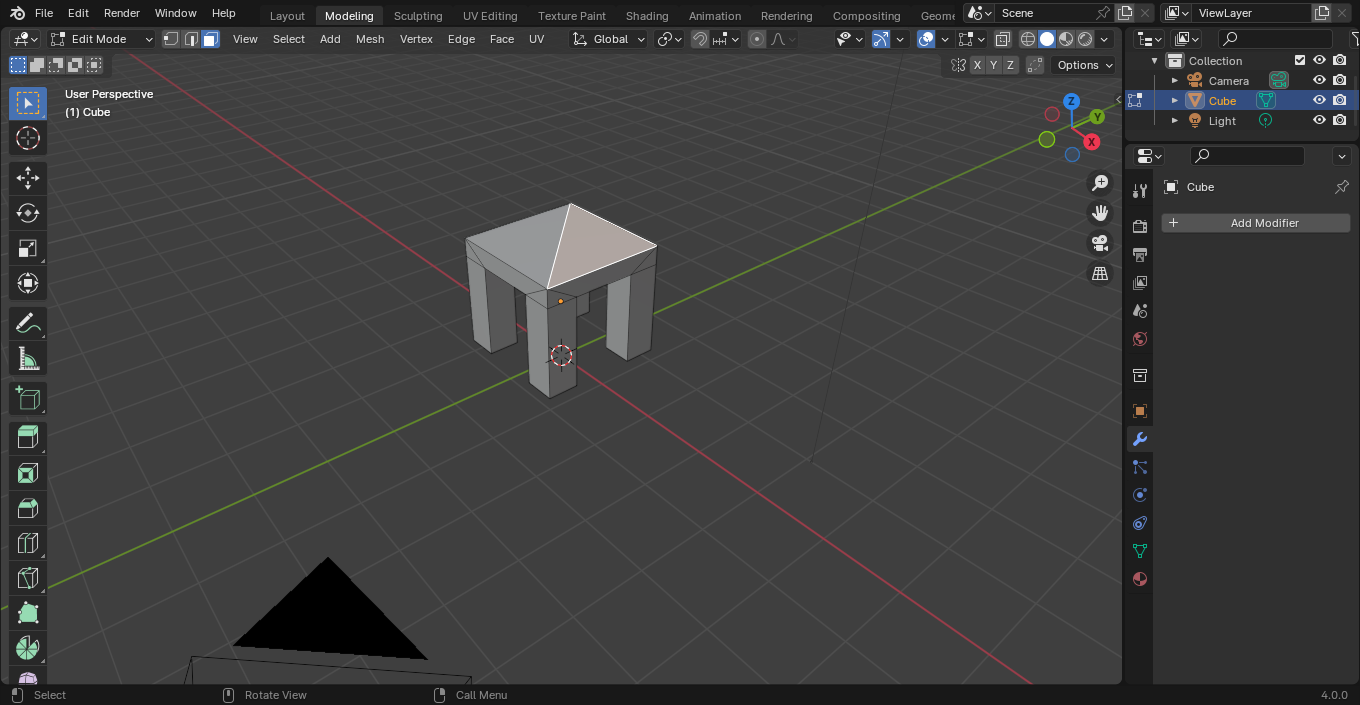 File Edit Render Window Help Layout Modeling Sculpting UV Editing Texture Paint Shading Animation Rendering Compositing Geome Scene ViewLayer
Edit Mode View Select Add Mesh Vertex Edge Face UV Global
X Y Z Options
User Perspective
(1) Cube
Z
Y
X
Collection
Camera
Cube
Light
Cube
Add Modifier
Select Rotate View Call Menu 4.0.0